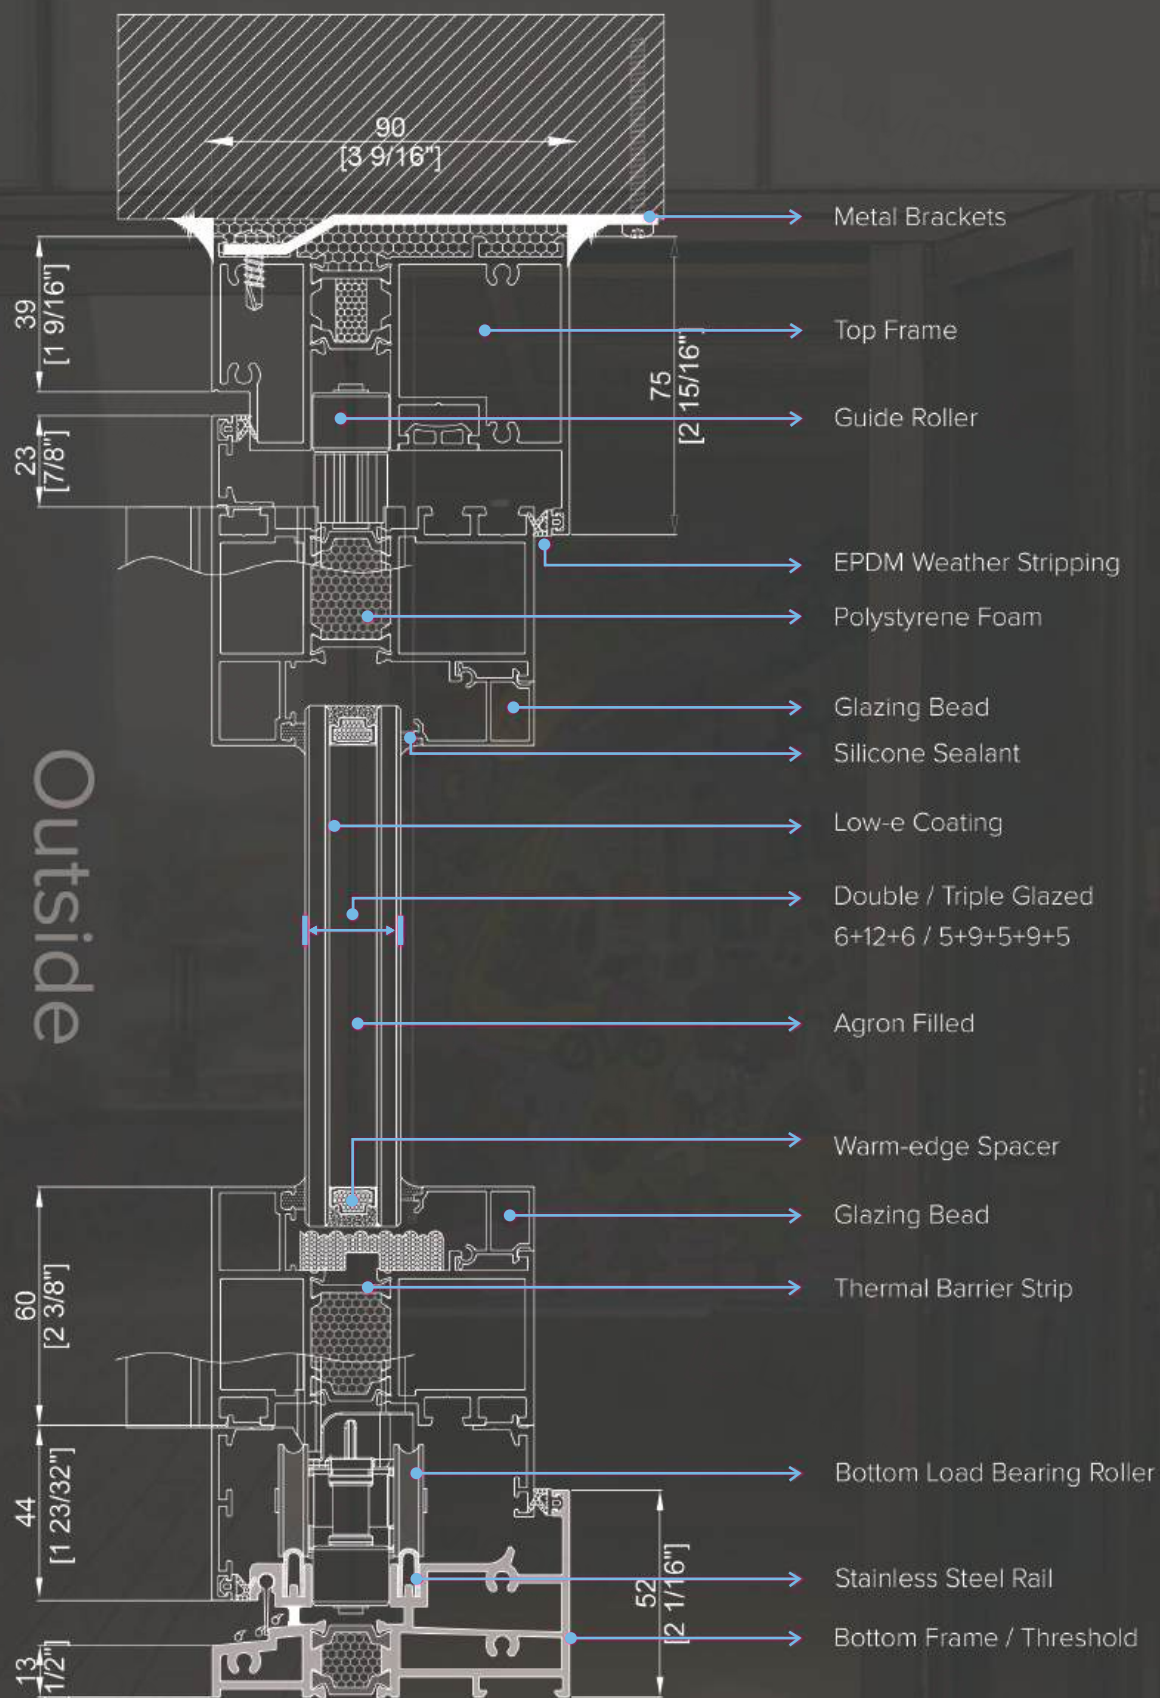 90
[3 9/16"]
Metal Brackets
39
[1 9/16"]
Top Frame
75
[2 15/16"]
Guide Roller
23
[7/8"]
EPDM Weather Stripping
Polystyrene Foam
Glazing Bead
Silicone Sealant
Outside
Low-e Coating
Double / Triple Glazed
6+12+6 / 5+9+5+9+5
Agron Filled
Warm-edge Spacer
Glazing Bead
60
[2 3/8"]
Thermal Barrier Strip
Bottom Load Bearing Roller
44
[1 23/32"]
Stainless Steel Rail
52
[2 1/16"]
Bottom Frame / Threshold
13
1/2"]